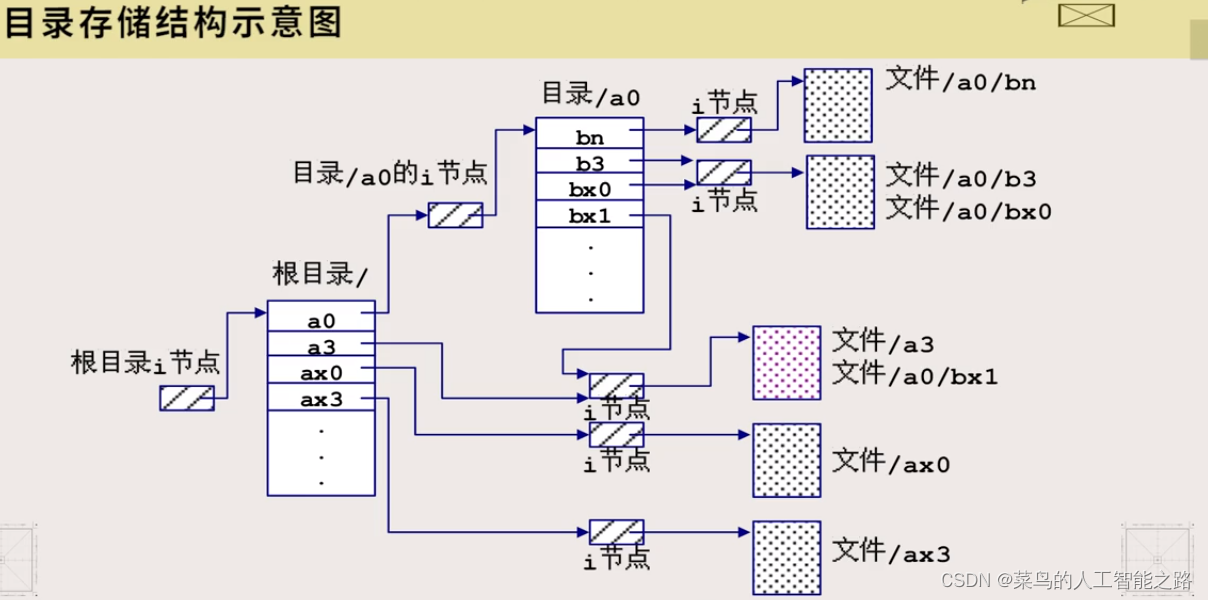 目录存储结构示意图
目录/a0
bn
b3
bx0
bx1
i节点
文件/a0/bn
i节点
文件/a0/b3
文件/a0/bx0
目录/a0的i节点
根目录/
a0
a3
ax0
ax3
根目录i节点
i节点
文件/a3
文件/a0/bx1
i节点
文件/ax0
i节点
文件/ax3
CSDN @菜鸟的人工智能之路